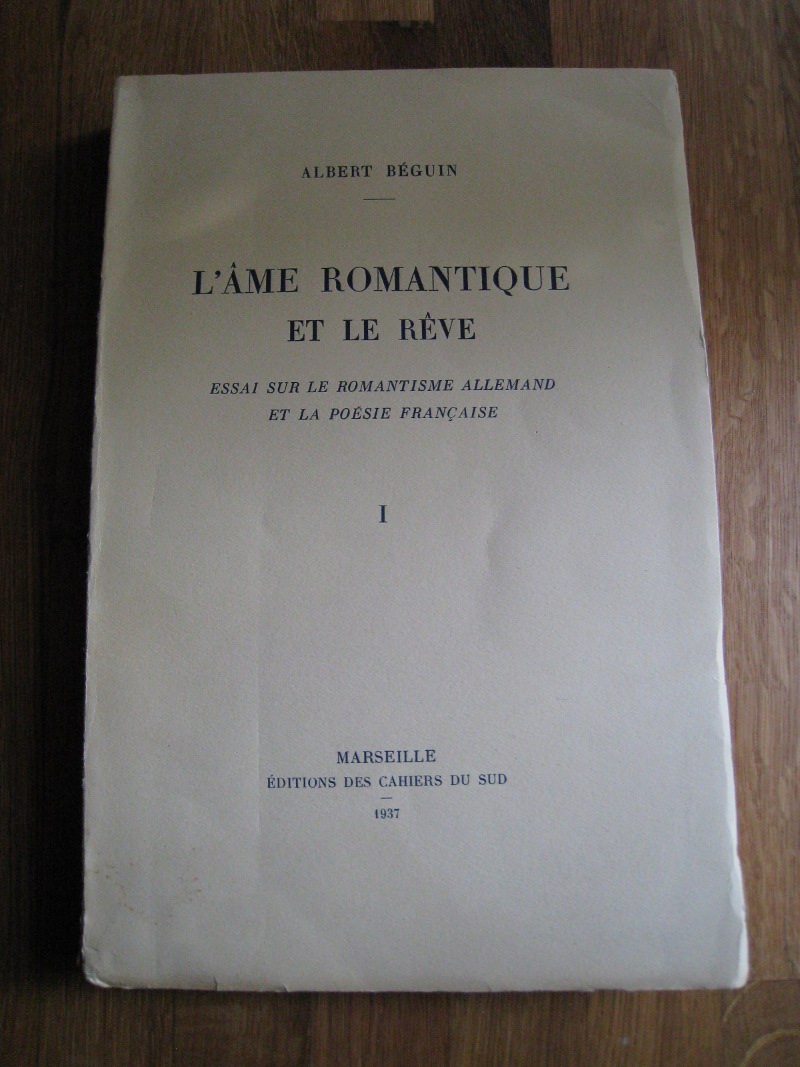 ALBERT BÉGUIN
L'ÂME ROMANTIQUE
ET LE RÊVE
ESSAI SUR LE ROMANTISME ALLEMAND
ET LA POÉSIE FRANÇAISE
I
MARSEILLE
ÉDITIONS DES CAHIERS DU SUD
1937